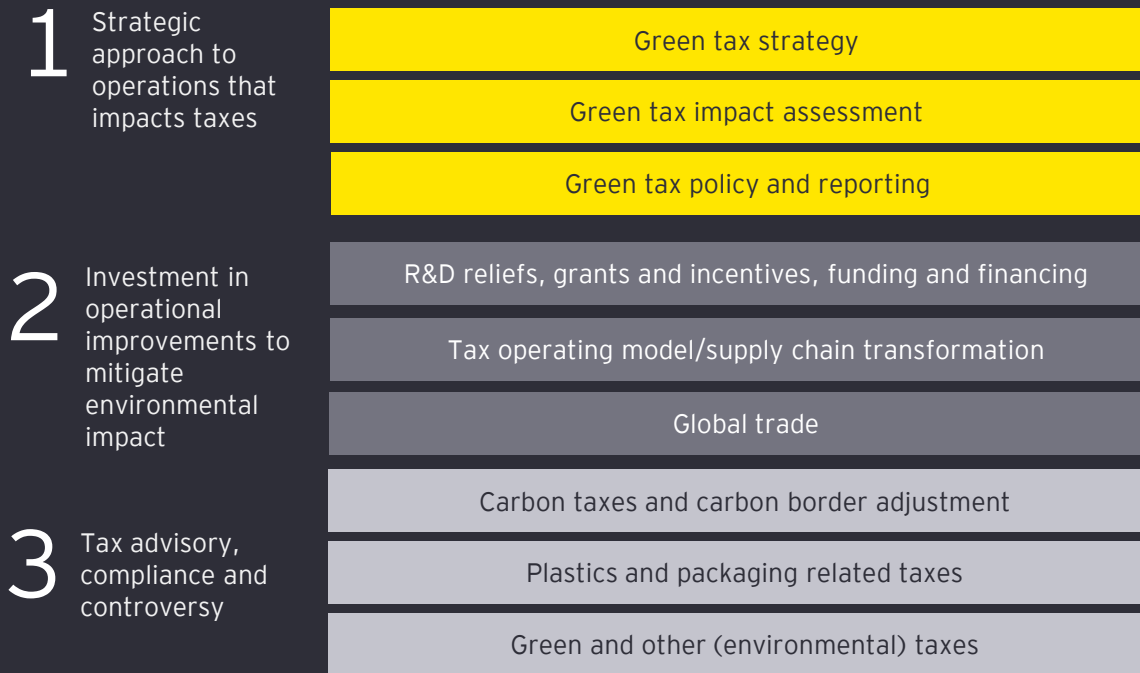 1
Strategic
approach to
operations that
impacts taxes
Green tax strategy
Green tax impact assessment
Green tax policy and reporting
2
Investment in
operational
improvements to
mitigate
environmental
impact
R&D reliefs, grants and incentives, funding and financing
Tax operating model/supply chain transformation
Global trade
3
Tax advisory,
compliance and
controversy
Carbon taxes and carbon border adjustment
Plastics and packaging related taxes
Green and other (environmental) taxes